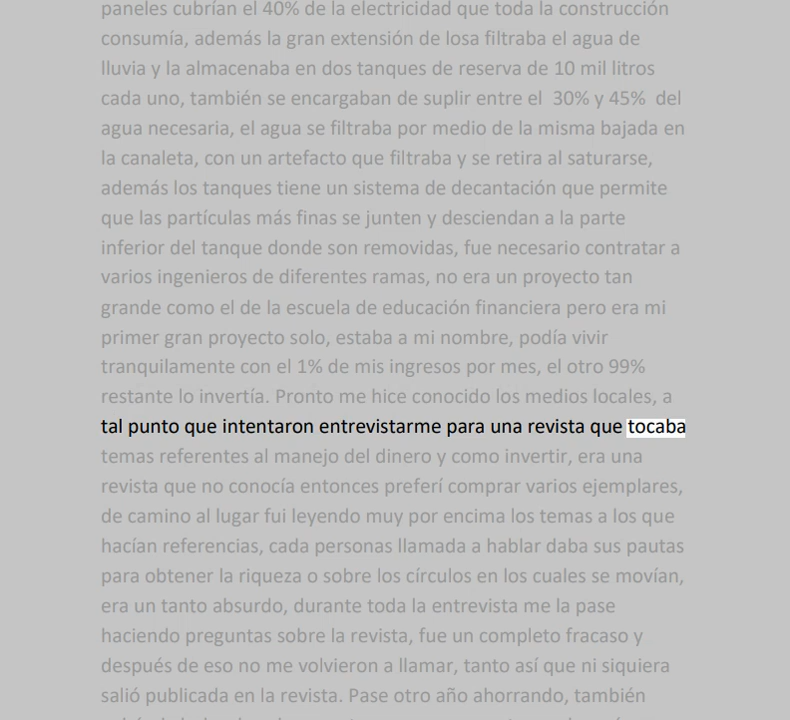 paneles cubrían el 40% de la electricidad que toda la construcción
consumía, además la gran extensión de losa filtraba el agua de
lluvia y la almacenaba en dos tanques de reserva de 10 mil litros
cada uno, también se encargaban de suplir entre el  30% y 45%  del
agua necesaria, el agua se filtraba por medio de la misma bajada en
la canaleta, con un artefacto que filtraba y se retira al saturarse,
además los tanques tiene un sistema de decantación que permite
que las partículas más finas se junten y desciendan a la parte
inferior del tanque donde son removidas, fue necesario contratar a
varios ingenieros de diferentes ramas, no era un proyecto tan
grande como el de la escuela de educación financiera pero era mi
primer gran proyecto solo, estaba a mi nombre, podía vivir
tranquilamente con el 1% de mis ingresos por mes, el otro 99%
restante lo invertía. Pronto me hice conocido los medios locales, a
tal punto que intentaron entrevistarme para una revista que tocaba
temas referentes al manejo del dinero y como invertir, era una
revista que no conocía entonces preferí comprar varios ejemplares,
de camino al lugar fui leyendo muy por encima los temas a los que
hacían referencias, cada personas llamada a hablar daba sus pautas
para obtener la riqueza o sobre los círculos en los cuales se movían,
era un tanto absurdo, durante toda la entrevista me la pase
haciendo preguntas sobre la revista, fue un completo fracaso y
después de eso no me volvieron a llamar, tanto así que ni siquiera
salió publicada en la revista. Pase otro año ahorrando, también